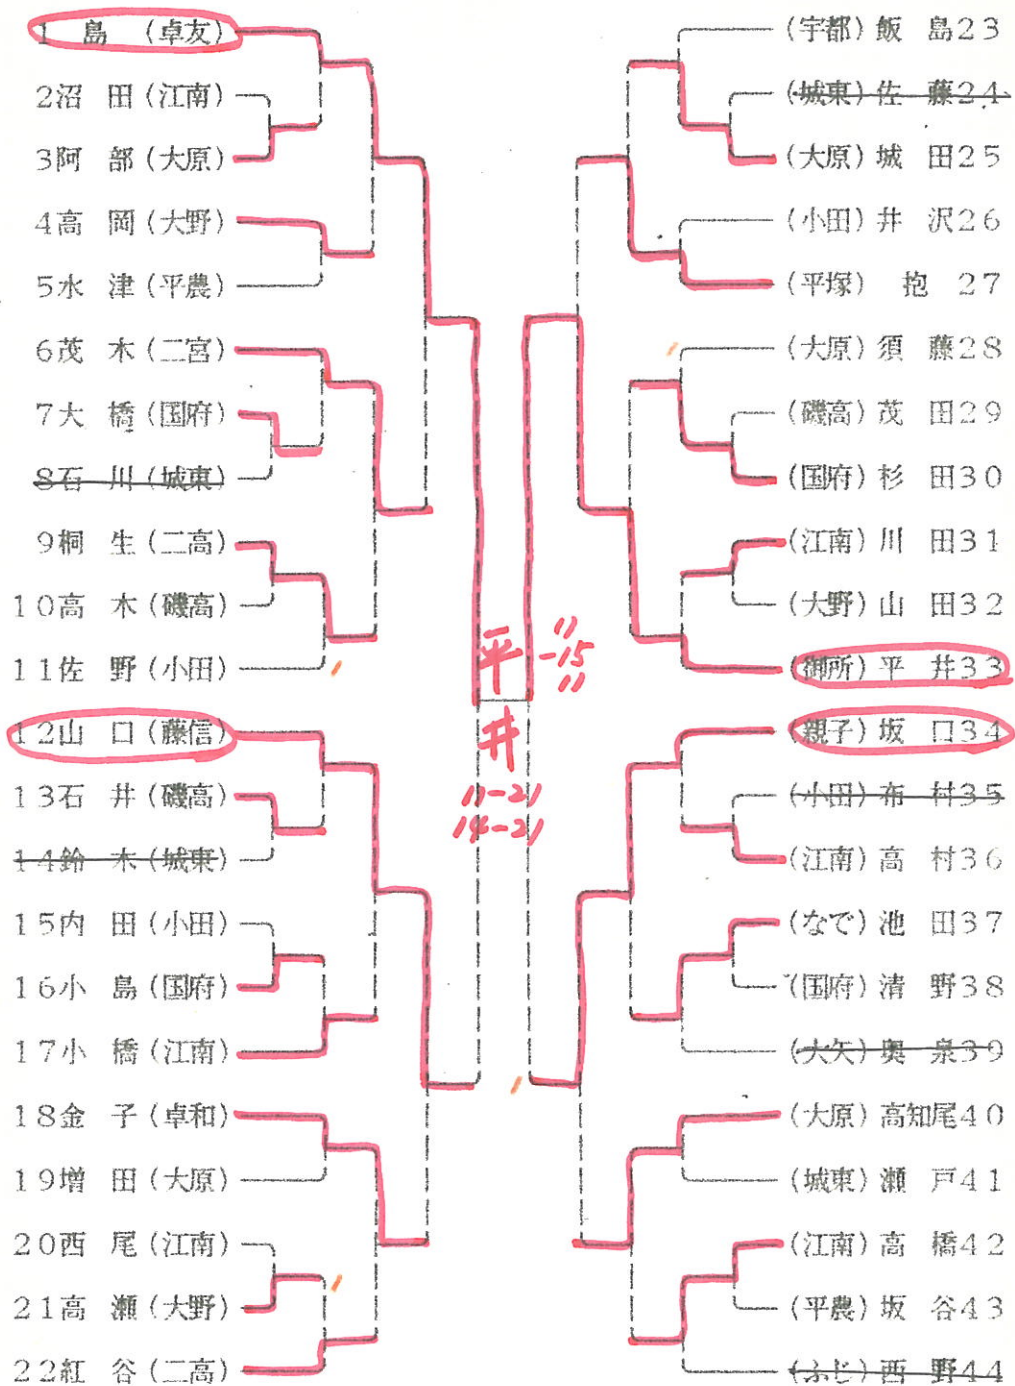 1 島 (卓友)
2沼 田(江南)
3阿 部(大原)
4高 岡(大野)
5水 津(平農)
6茂 木(二宮)
7大 橋(国府)
8石 川(城東)
9桐 生(二高)
10高 木(磯高)
11佐 野(小田)
12山 口(藤信)
13石 井(磯高)
14鈴 木(城東)
15内 田(小田)
16小 島(国府)
17小 橋(江南)
18金 子(卓和)
19増 田(大原)
20西 尾(江南)
21高 瀬(大野)
22紅 谷(二高)
平井
11
-15
11
11-21
14-21
(宇都)飯 島23
(城東)佐 藤24
(大原)城 田25
(小田)井 沢26
(平塚) 抱 27
(大原)須 藤28
(磯高)茂 田29
(国府)杉 田30
(江南)川 田31
(大野)山 田32
(御所)平 井33
(親子)坂 口34
(小田)布 村35
(江南)高 村36
(なで)池 田37
(国府)清 野38
(大矢)奥 泉39
(大原)高知尾40
(城東)瀬 戸41
(江南)高 橋42
(平農)坂 谷43
(ふじ)西 野44